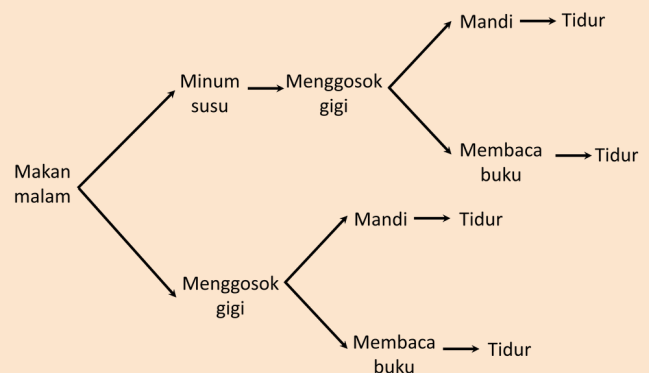 Mandi
Tidur
Minum
susu
Menggosok
gigi
Membaca
buku
Tidur
Makan
malam
Mandi
Tidur
Menggosok
gigi
Membaca
buku
Tidur